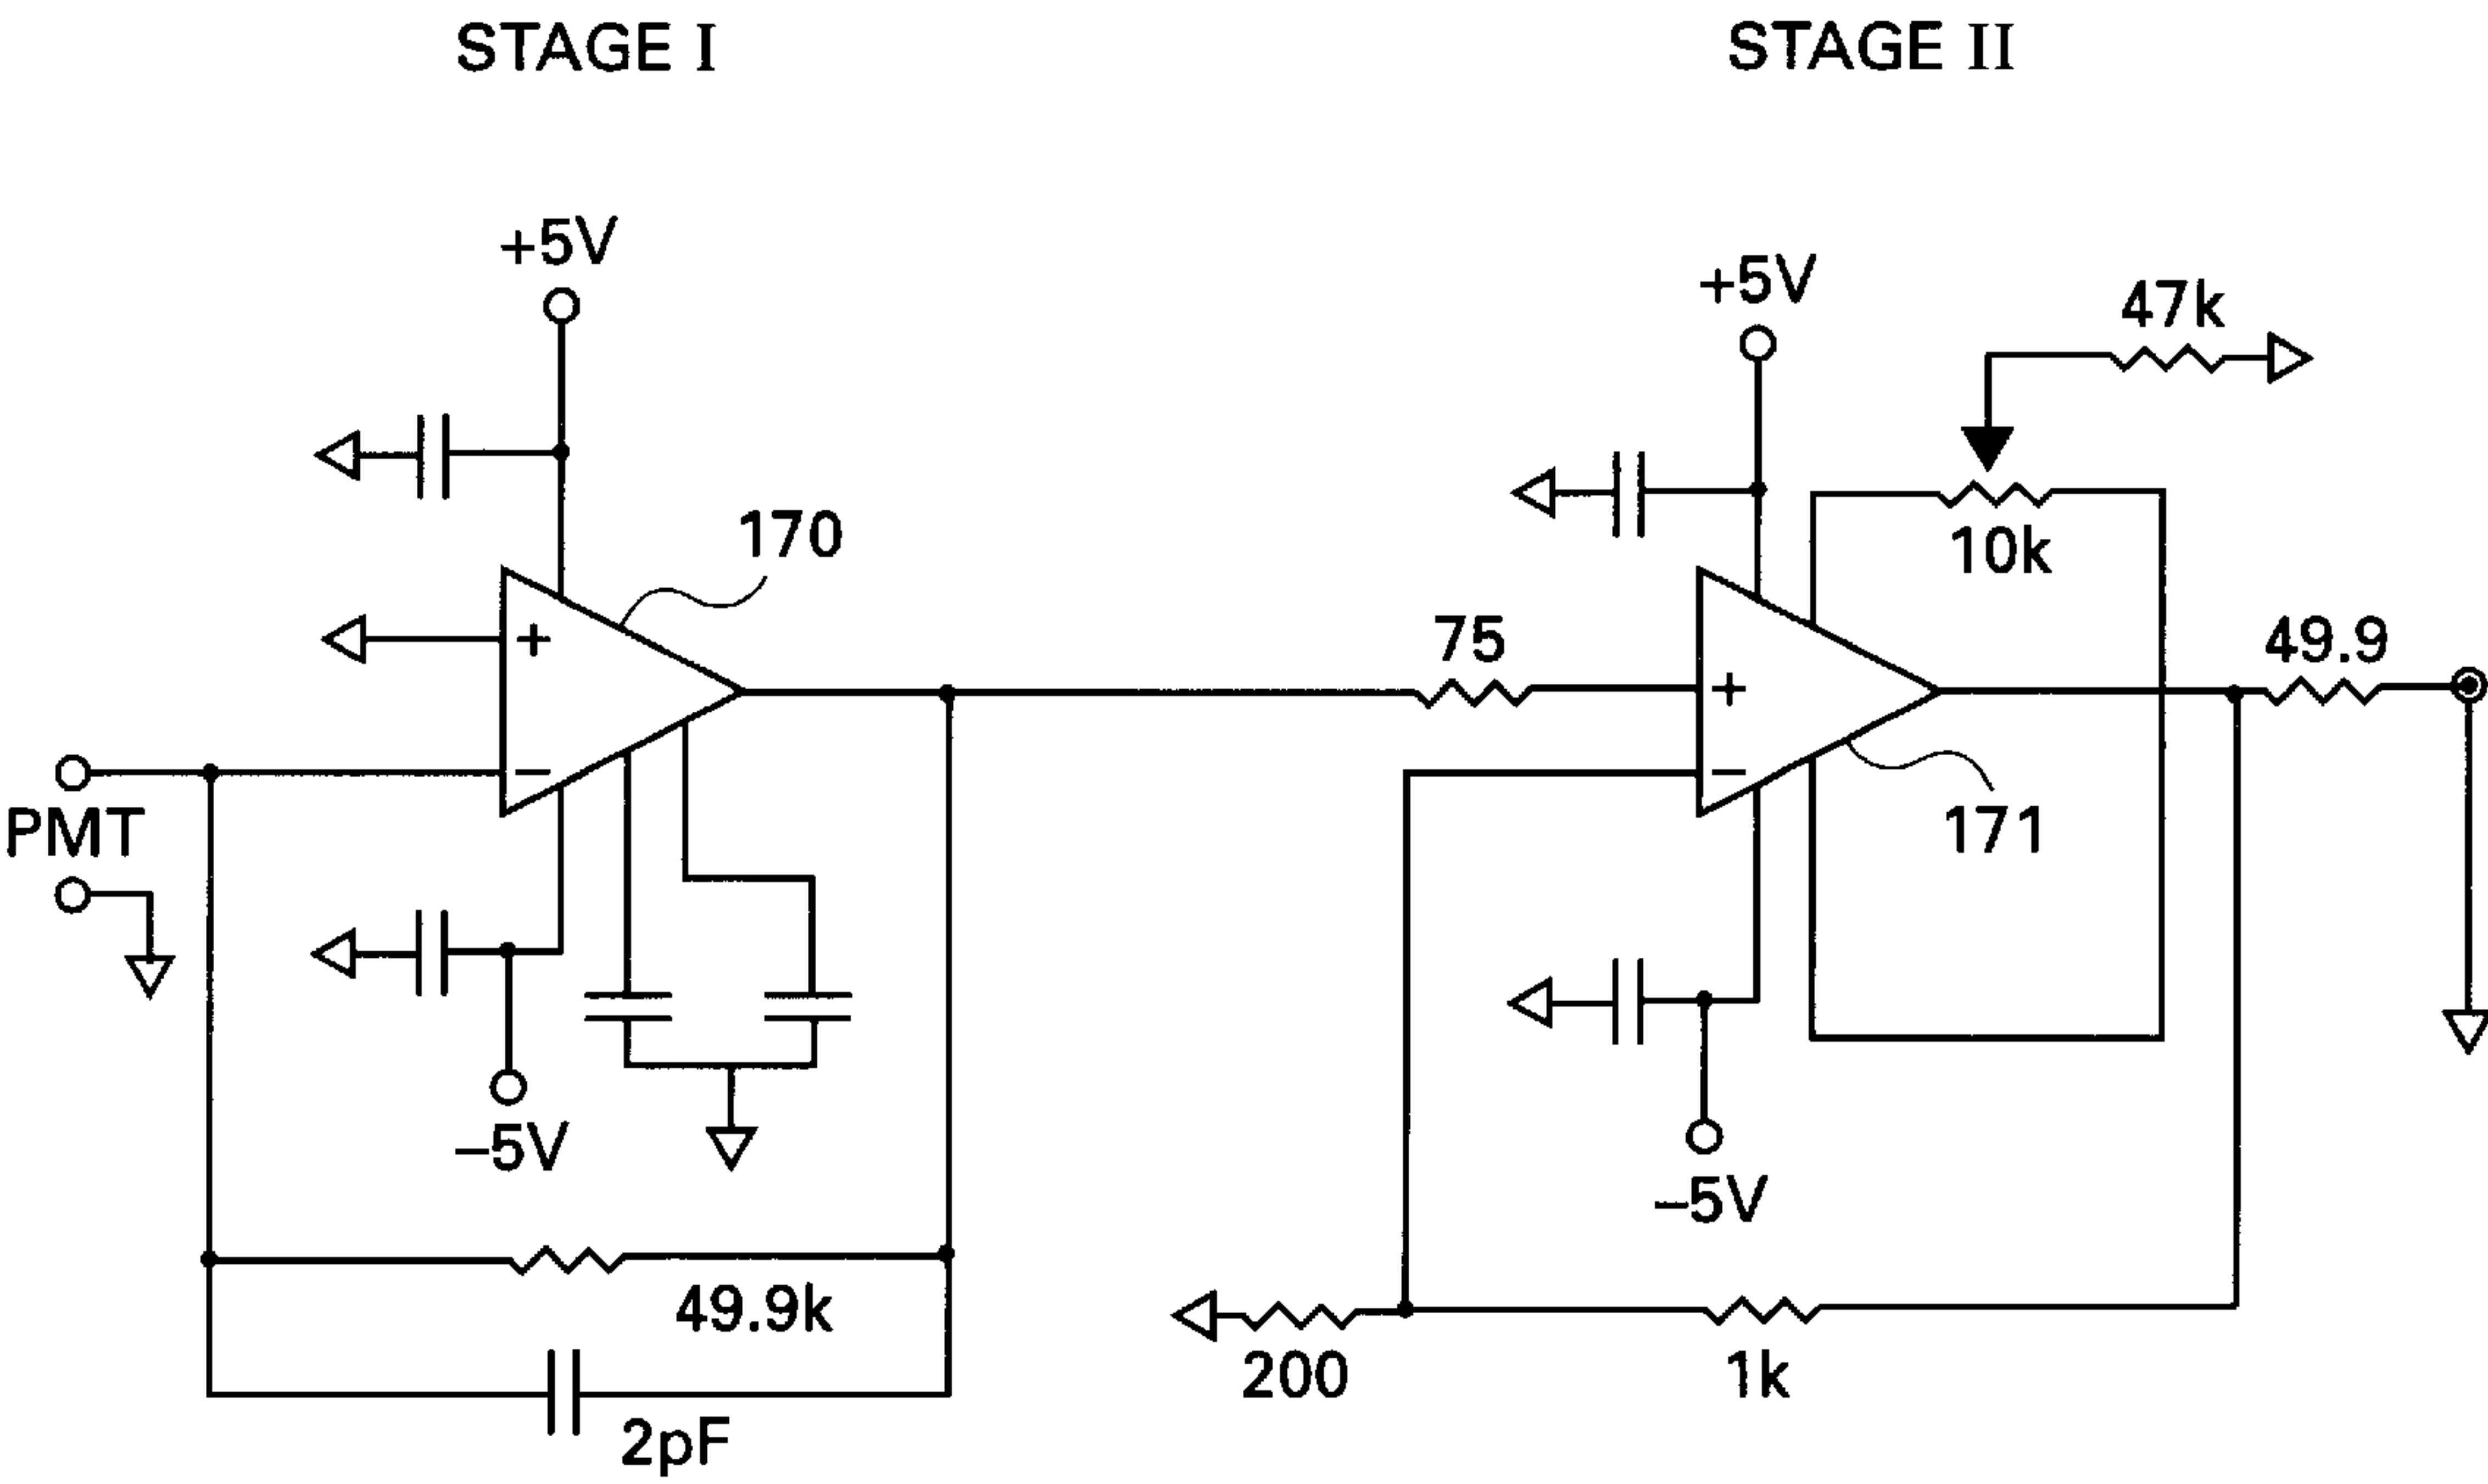 STAGE I
STAGE II
+5V
+5V
47k
170
10k
75
49.9
+
+
−
−
PMT
171
−5V
−5V
49.9k
200
1k
2pF